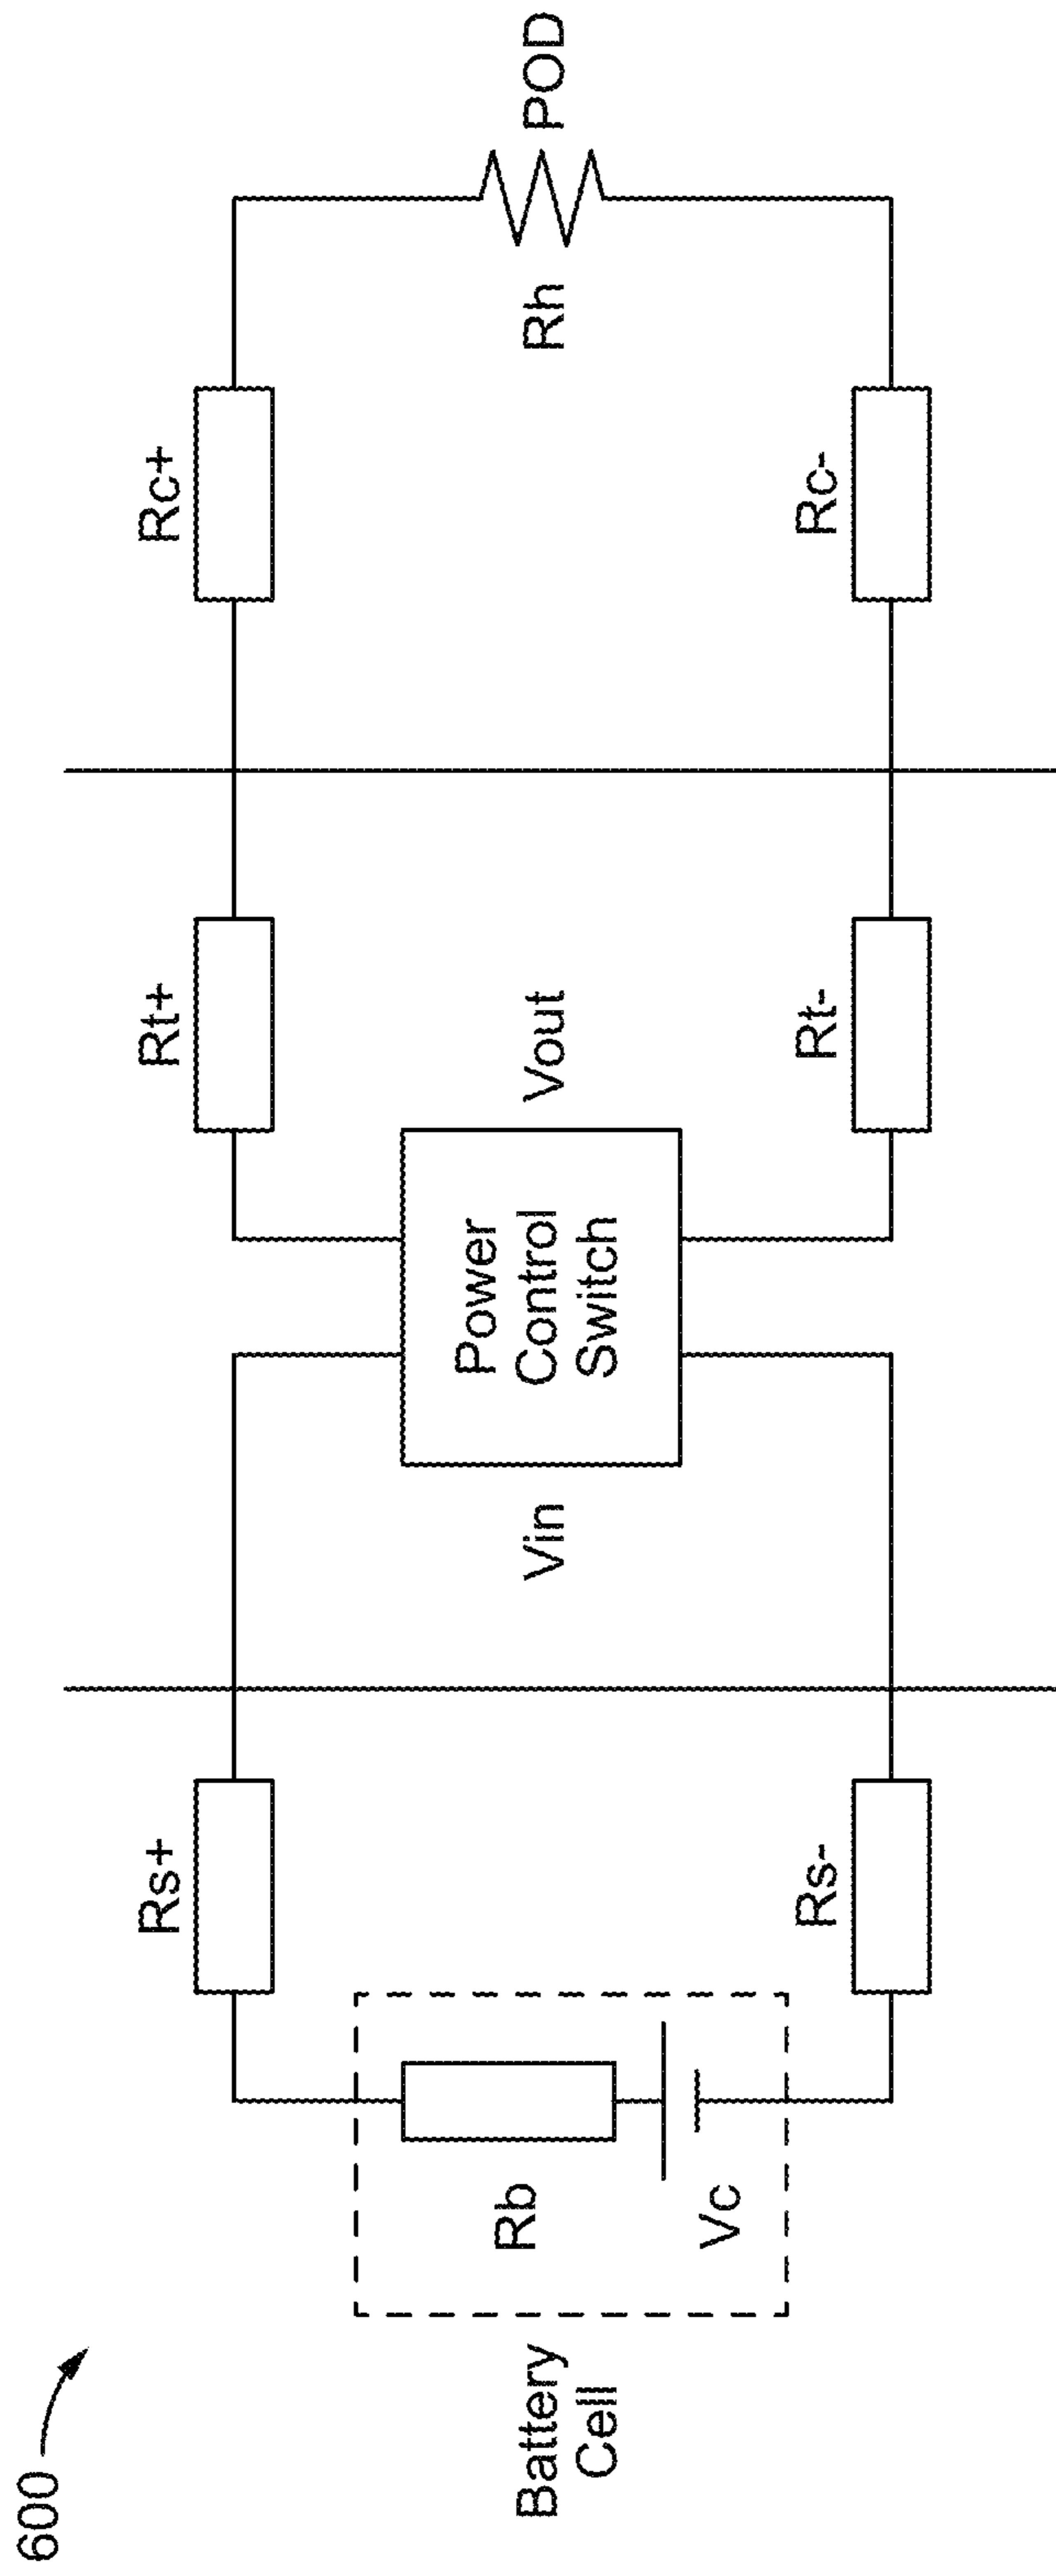 600
Battery
Cell
Rb
Vc
Rs+
Rs-
Vin
Power
Control
Switch
Vout
Rt+
Rt-
Rc+
Rc-
Rh
POD